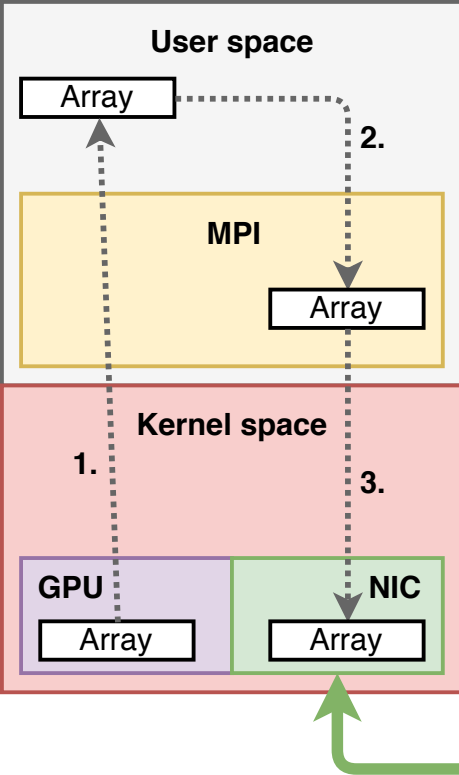 User space
Array
2.
MPI
Array
Kernel space
1.
3.
GPU
NIC
Array
Array